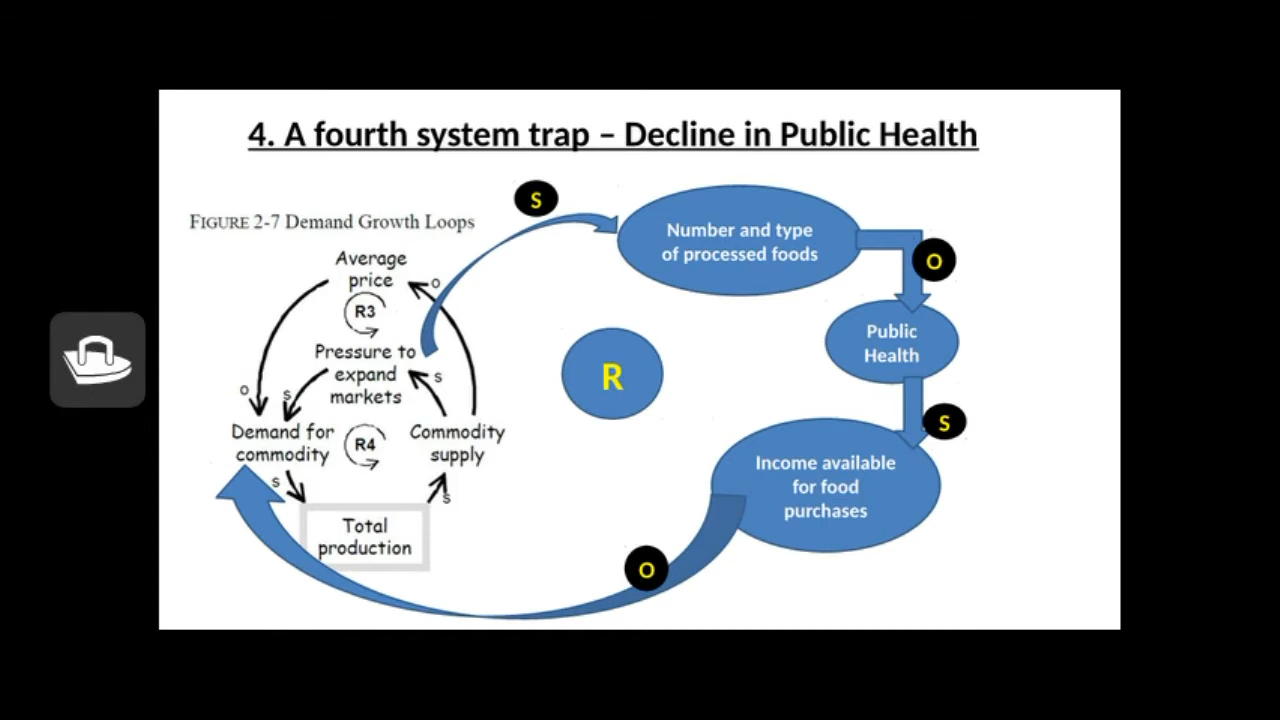 4. A fourth system trap – Decline in Public Health
FIGURE 2-7 Demand Growth Loops
S
Number and type
of processed foods
O
Average
price
o
R3
Public
Health
Pressure to
expand
markets
s
R
o
s
S
Demand for
commodity
R4
Commodity
supply
Income available
for food
purchases
s
s
Total
production
O